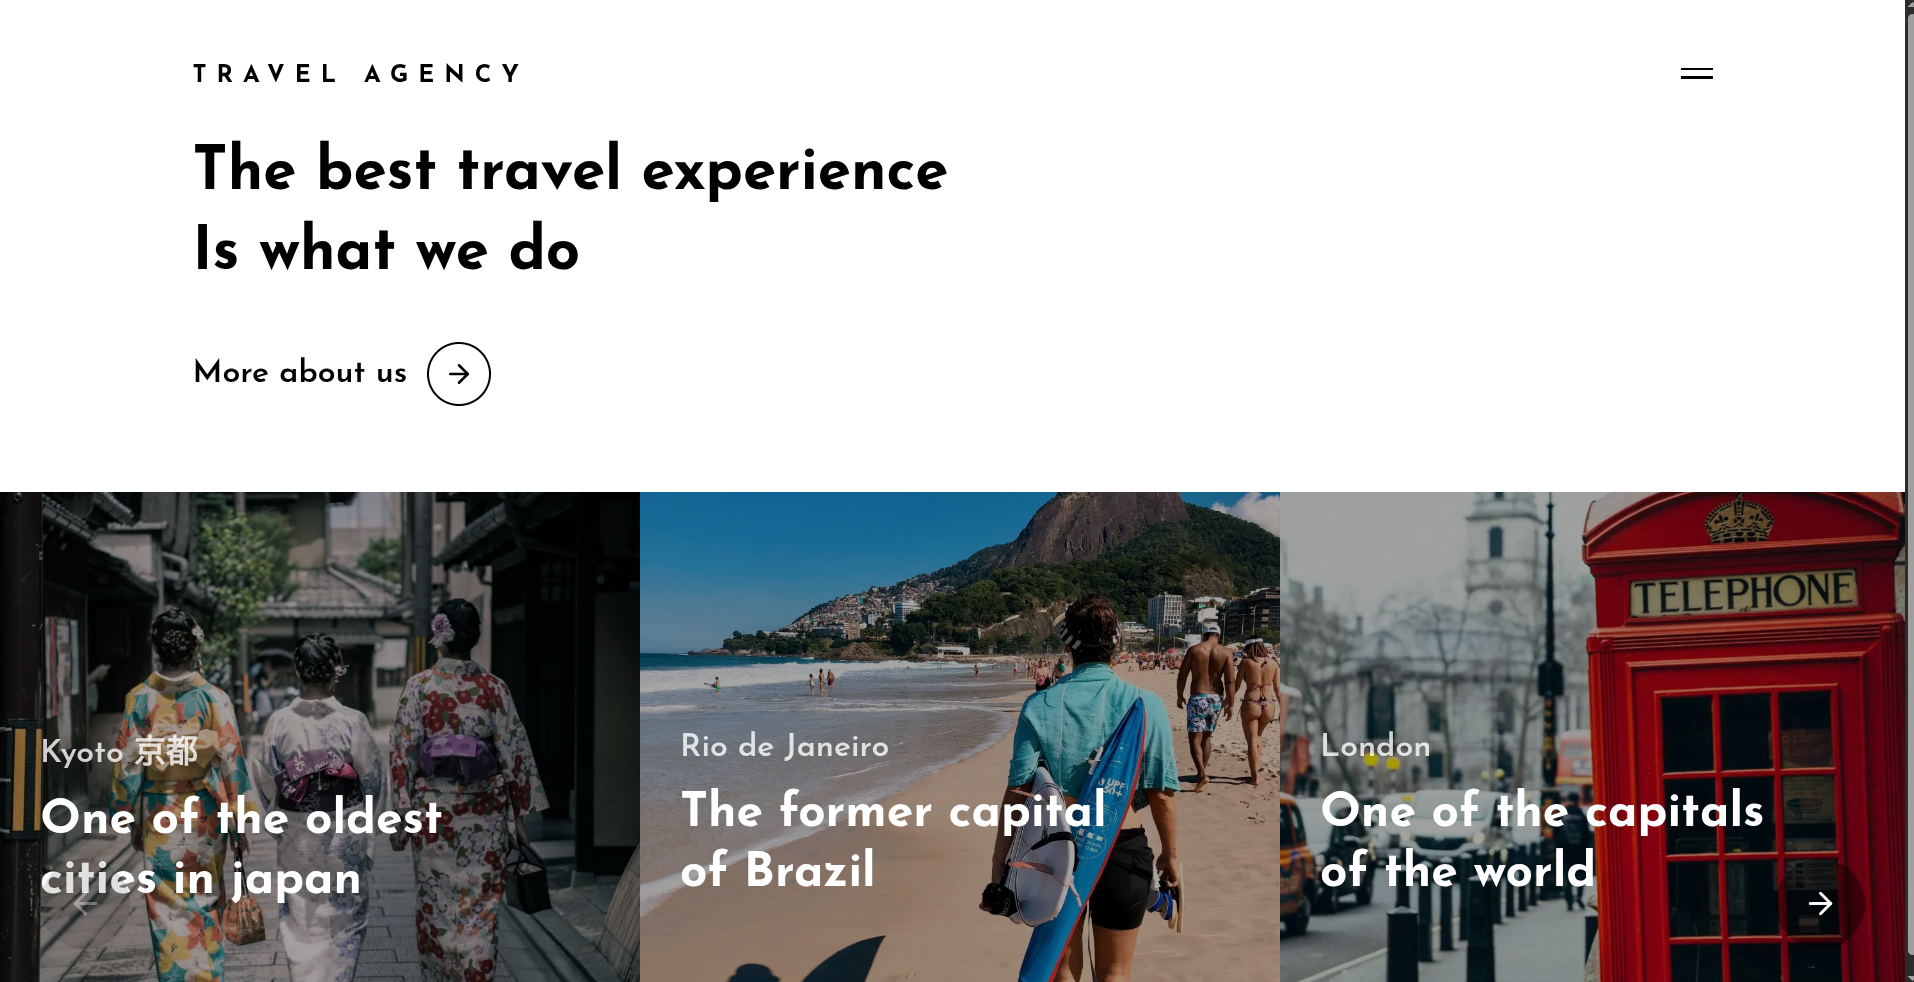 TRAVEL AGENCY
The best travel experience
Is what we do
More about us
TELEPHONE
Kyoto 京都
One of the oldest
cities in japan
Rio de Janeiro
The former capital
of Brazil
London
One of the capitals
of the world